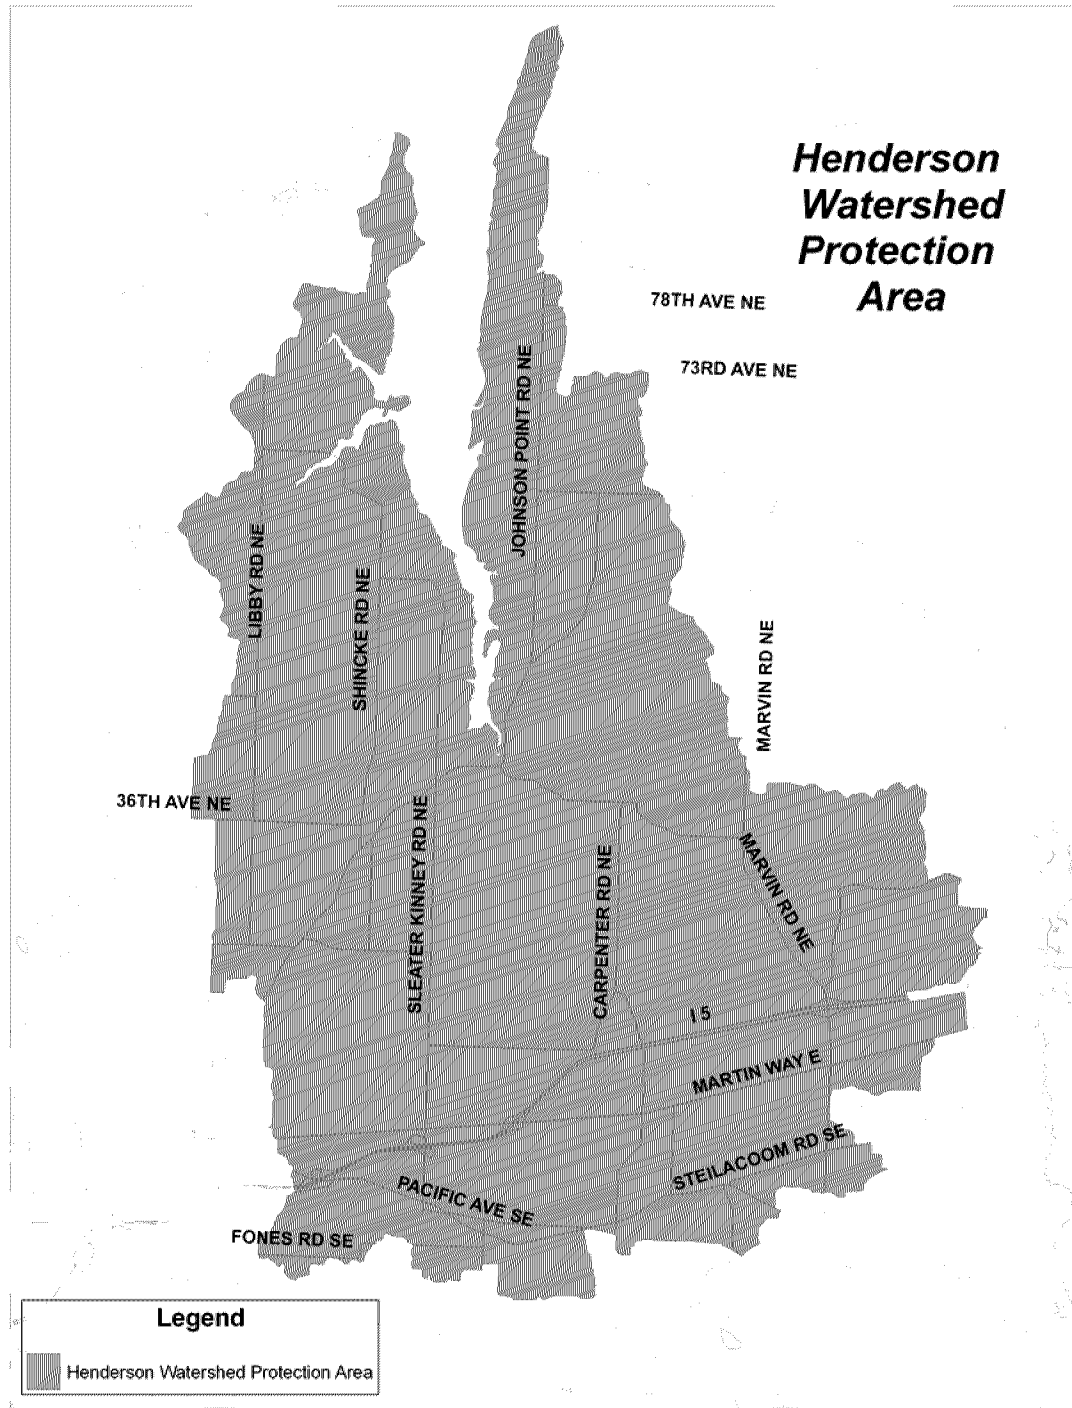 Henderson
Watershed
Protection
Area
78TH AVE NE
73RD AVE NE
JOHNSON POINT RD NE
LIBBY RD NE
SHINCKE RD NE
MARVIN RD NE
36TH AVE NE
SLEATER KINNEY RD NE
CARPENTER RD NE
MARVIN RD NE
I 5
MARTIN WAY E
STEILACOOM RD SE
PACIFIC AVE SE
FONES RD SE
Legend
Henderson Watershed Protection Area